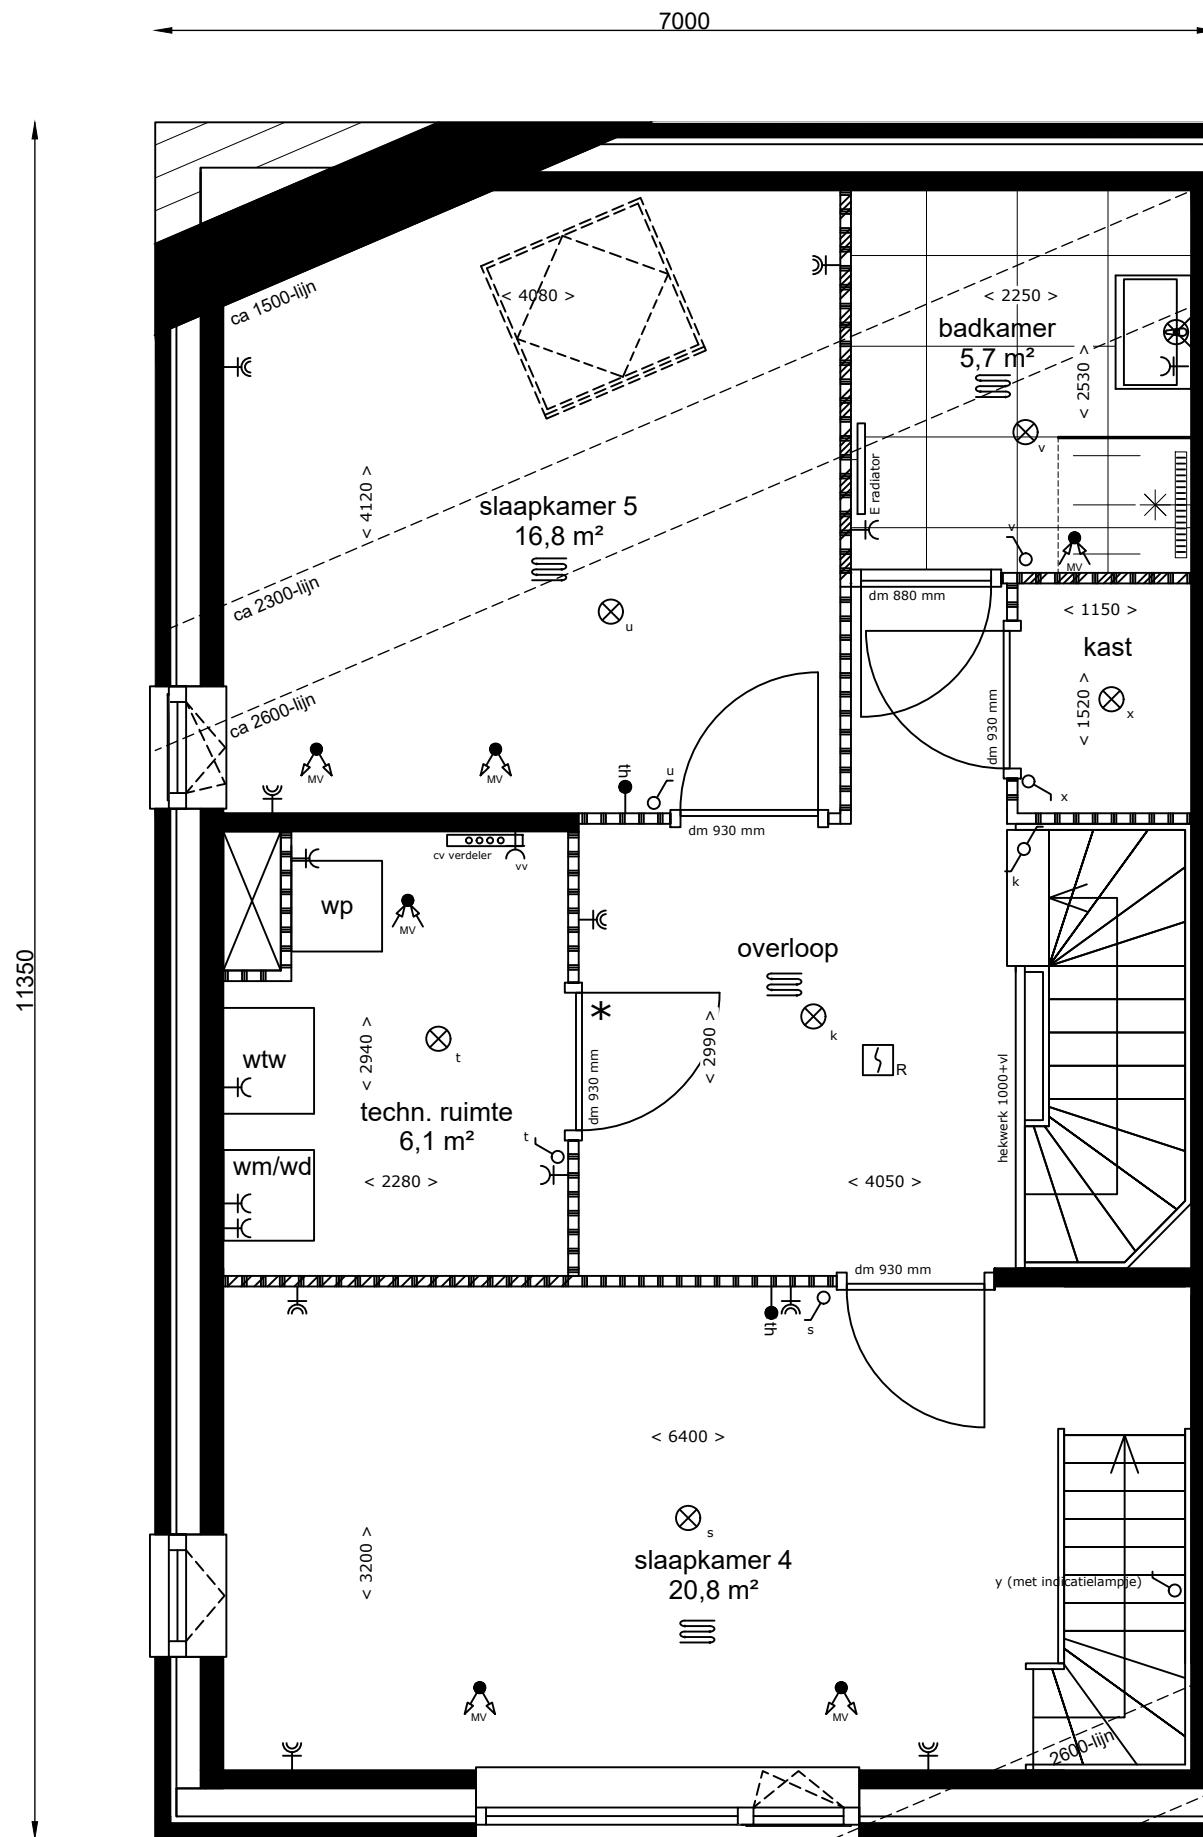 7000
11350
ca 1500-lijn
< 4080 >
< 2250 >
badkamer
5,7 m²
< 2530 >
v
E radiator
< 4120 >
slaapkamer 5
16,8 m²
v
MV
ca 2300-lijn
u
dm 880 mm
< 1150 >
kast
< 1520 >
x
dm 930 mm
ca 2600-lijn
MV
MV
th
u
x
dm 930 mm
cv verdeler
vv
k
wp
MV
overloop
k
R
wtw
< 2940 >
t
*
dm 930 mm
< 2990 >
hekwerk 1000+vl
techn. ruimte
6,1 m²
t
wm/wd
< 2280 >
< 4050 >
dm 930 mm
th
s
< 6400 >
s
< 3200 >
slaapkamer 4
20,8 m²
y (met indicatielampje)
MV
MV
2600-lijn